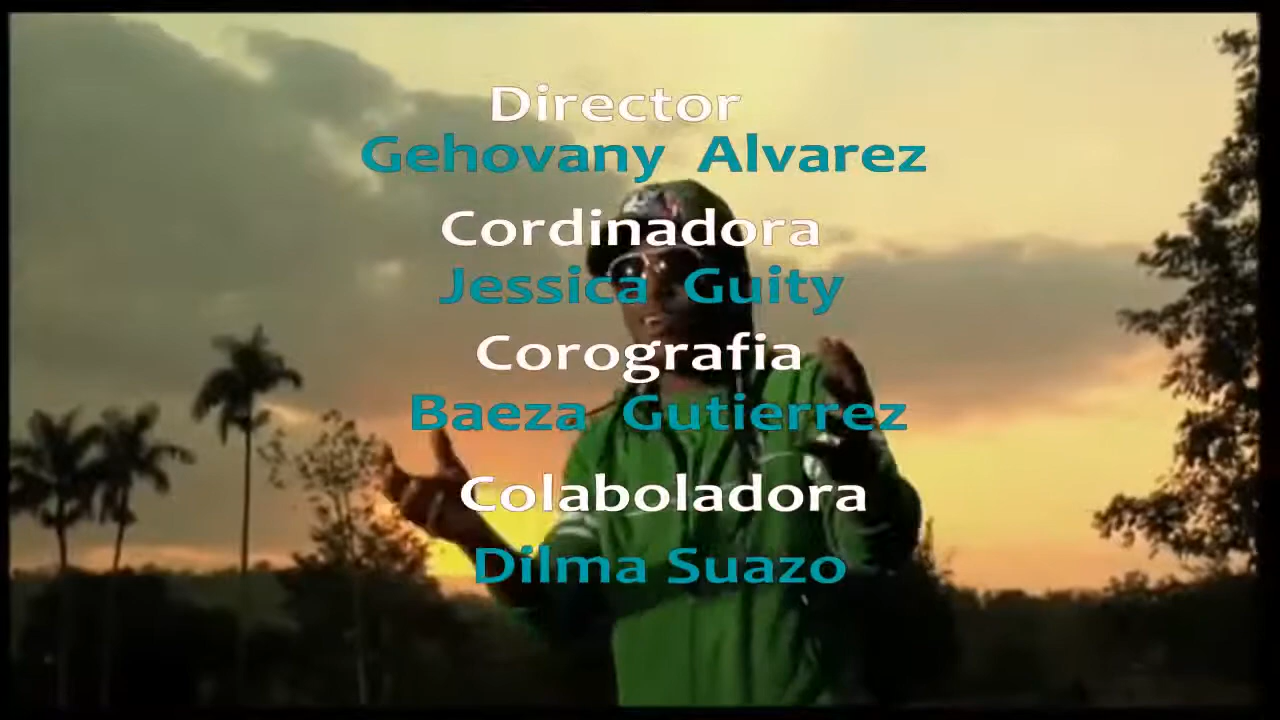 Director
Gehovany Alvarez
Cordinadora
Jessica Guity
Corografia
Baeza Gutierrez
Colaboladora
Dilma Suazo